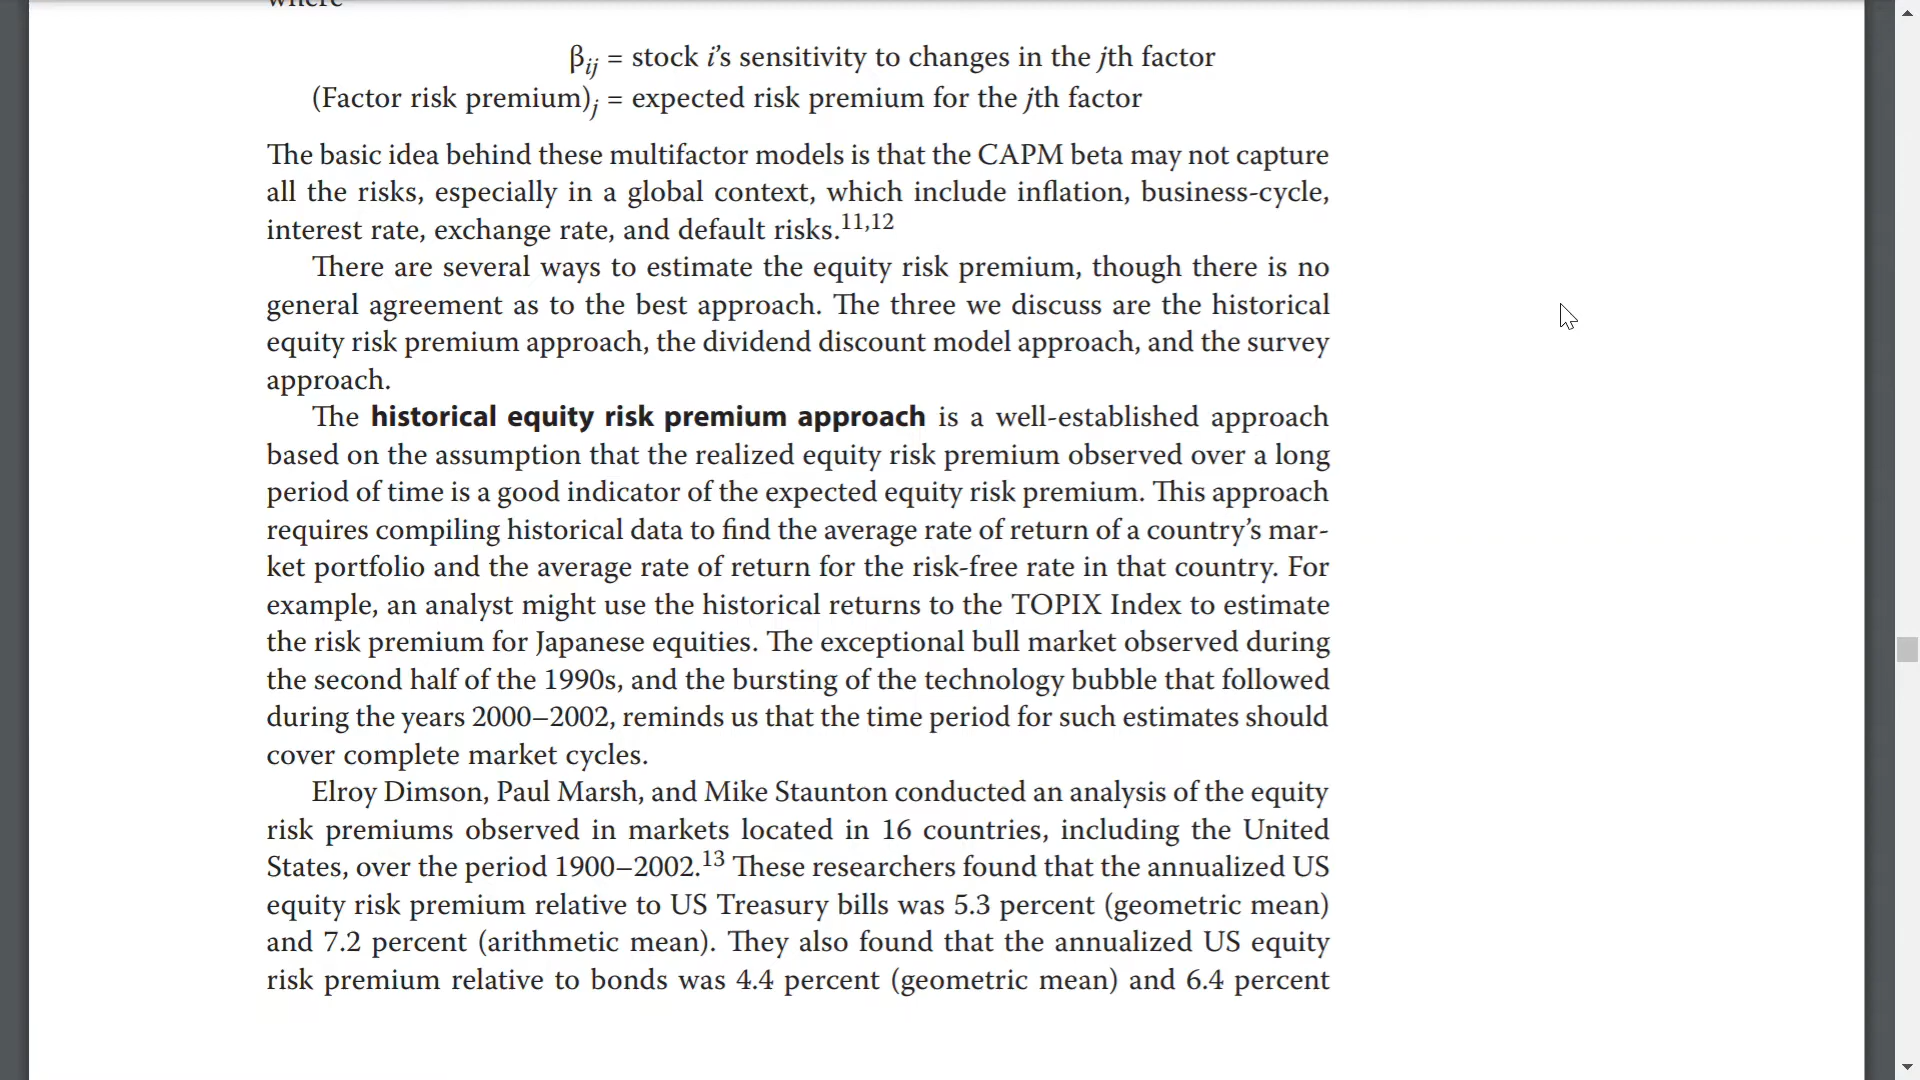 where
β_ij = stock i’s sensitivity to changes in the jth factor
(Factor risk premium)_j = expected risk premium for the jth factor
The basic idea behind these multifactor models is that the CAPM beta may not capture
all the risks, especially in a global context, which include inflation, business-cycle,
interest rate, exchange rate, and default risks.11,12
There are several ways to estimate the equity risk premium, though there is no
general agreement as to the best approach. The three we discuss are the historical
equity risk premium approach, the dividend discount model approach, and the survey
approach.
The historical equity risk premium approach is a well-established approach
based on the assumption that the realized equity risk premium observed over a long
period of time is a good indicator of the expected equity risk premium. This approach
requires compiling historical data to find the average rate of return of a country’s mar-
ket portfolio and the average rate of return for the risk-free rate in that country. For
example, an analyst might use the historical returns to the TOPIX Index to estimate
the risk premium for Japanese equities. The exceptional bull market observed during
the second half of the 1990s, and the bursting of the technology bubble that followed
during the years 2000–2002, reminds us that the time period for such estimates should
cover complete market cycles.
Elroy Dimson, Paul Marsh, and Mike Staunton conducted an analysis of the equity
risk premiums observed in markets located in 16 countries, including the United
States, over the period 1900–2002.13 These researchers found that the annualized US
equity risk premium relative to US Treasury bills was 5.3 percent (geometric mean)
and 7.2 percent (arithmetic mean). They also found that the annualized US equity
risk premium relative to bonds was 4.4 percent (geometric mean) and 6.4 percent